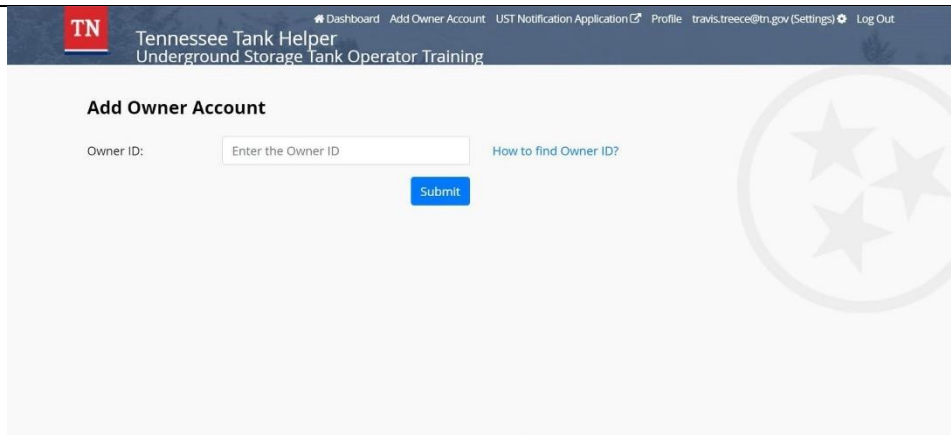 TN
Dashboard Add Owner Account UST Notification Application Profile travis.treece@tn.gov (Settings) Log Out
Tennessee Tank Helper
Underground Storage Tank Operator Training
Add Owner Account
Owner ID: Enter the Owner ID How to find Owner ID?
Submit